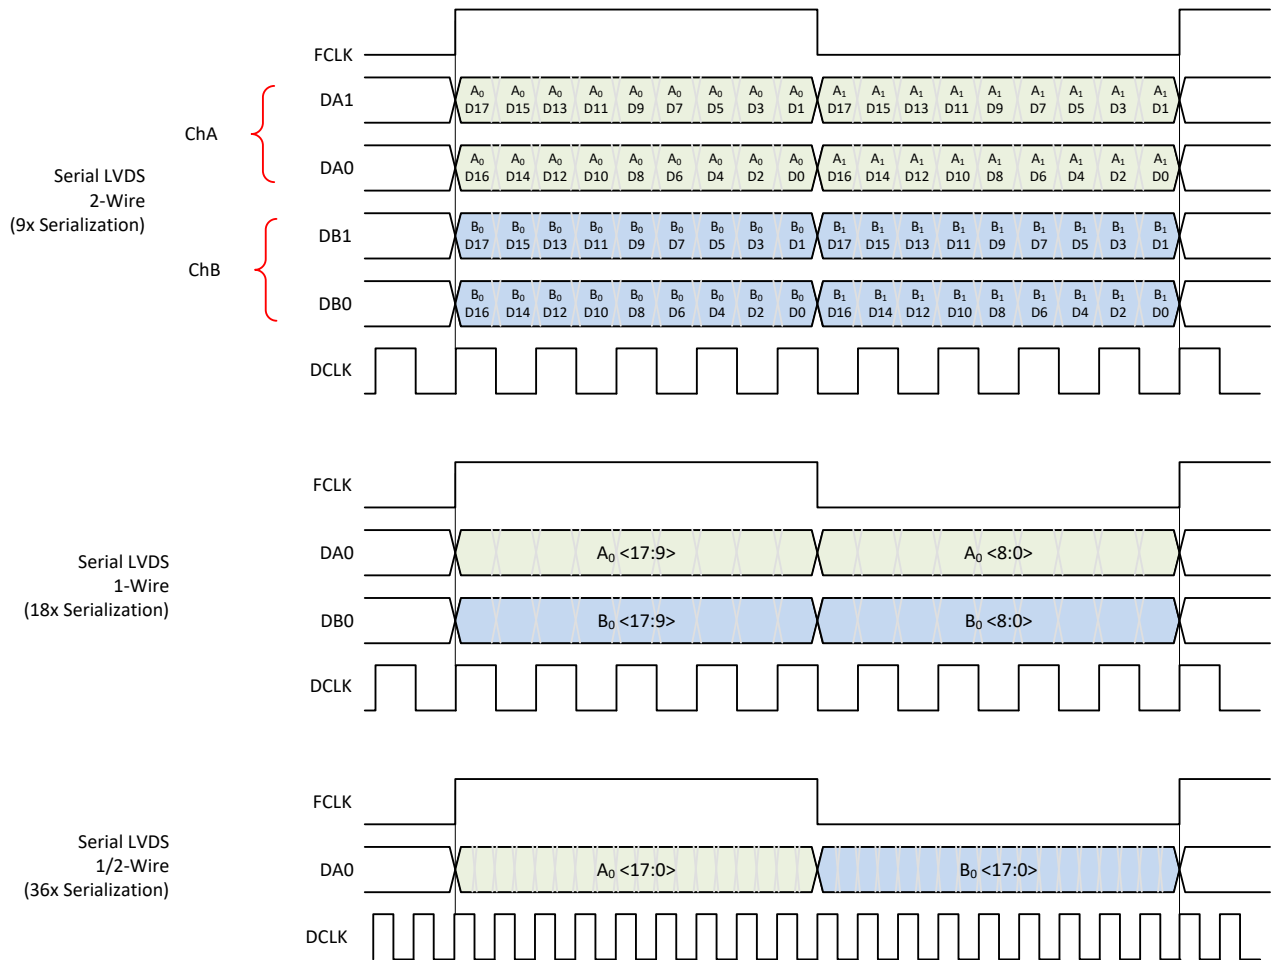 FCLK
DA1
A0 A0 A0 A0 A0 A0 A0 A0 A0 A1 A1 A1 A1 A1 A1 A1 A1 A1
D17 D15 D13 D11 D9 D7 D5 D3 D1 D17 D15 D13 D11 D9 D7 D5 D3 D1
ChA
DA0
A0 A0 A0 A0 A0 A0 A0 A0 A0 A1 A1 A1 A1 A1 A1 A1 A1 A1
D16 D14 D12 D10 D8 D6 D4 D2 D0 D16 D14 D12 D10 D8 D6 D4 D2 D0
Serial LVDS
2-Wire
(9x Serialization)
DB1
B0 B0 B0 B0 B0 B0 B0 B0 B0 B1 B1 B1 B1 B1 B1 B1 B1 B1
D17 D15 D13 D11 D9 D7 D5 D3 D1 D17 D15 D13 D11 D9 D7 D5 D3 D1
ChB
DB0
B0 B0 B0 B0 B0 B0 B0 B0 B0 B1 B1 B1 B1 B1 B1 B1 B1 B1
D16 D14 D12 D10 D8 D6 D4 D2 D0 D16 D14 D12 D10 D8 D6 D4 D2 D0
DCLK
FCLK
DA0 A0 <17:9> A0 <8:0>
Serial LVDS
1-Wire
(18x Serialization)
DB0 B0 <17:9> B0 <8:0>
DCLK
FCLK
Serial LVDS
1/2-Wire
(36x Serialization)
DA0 A0 <17:0> B0 <17:0>
DCLK